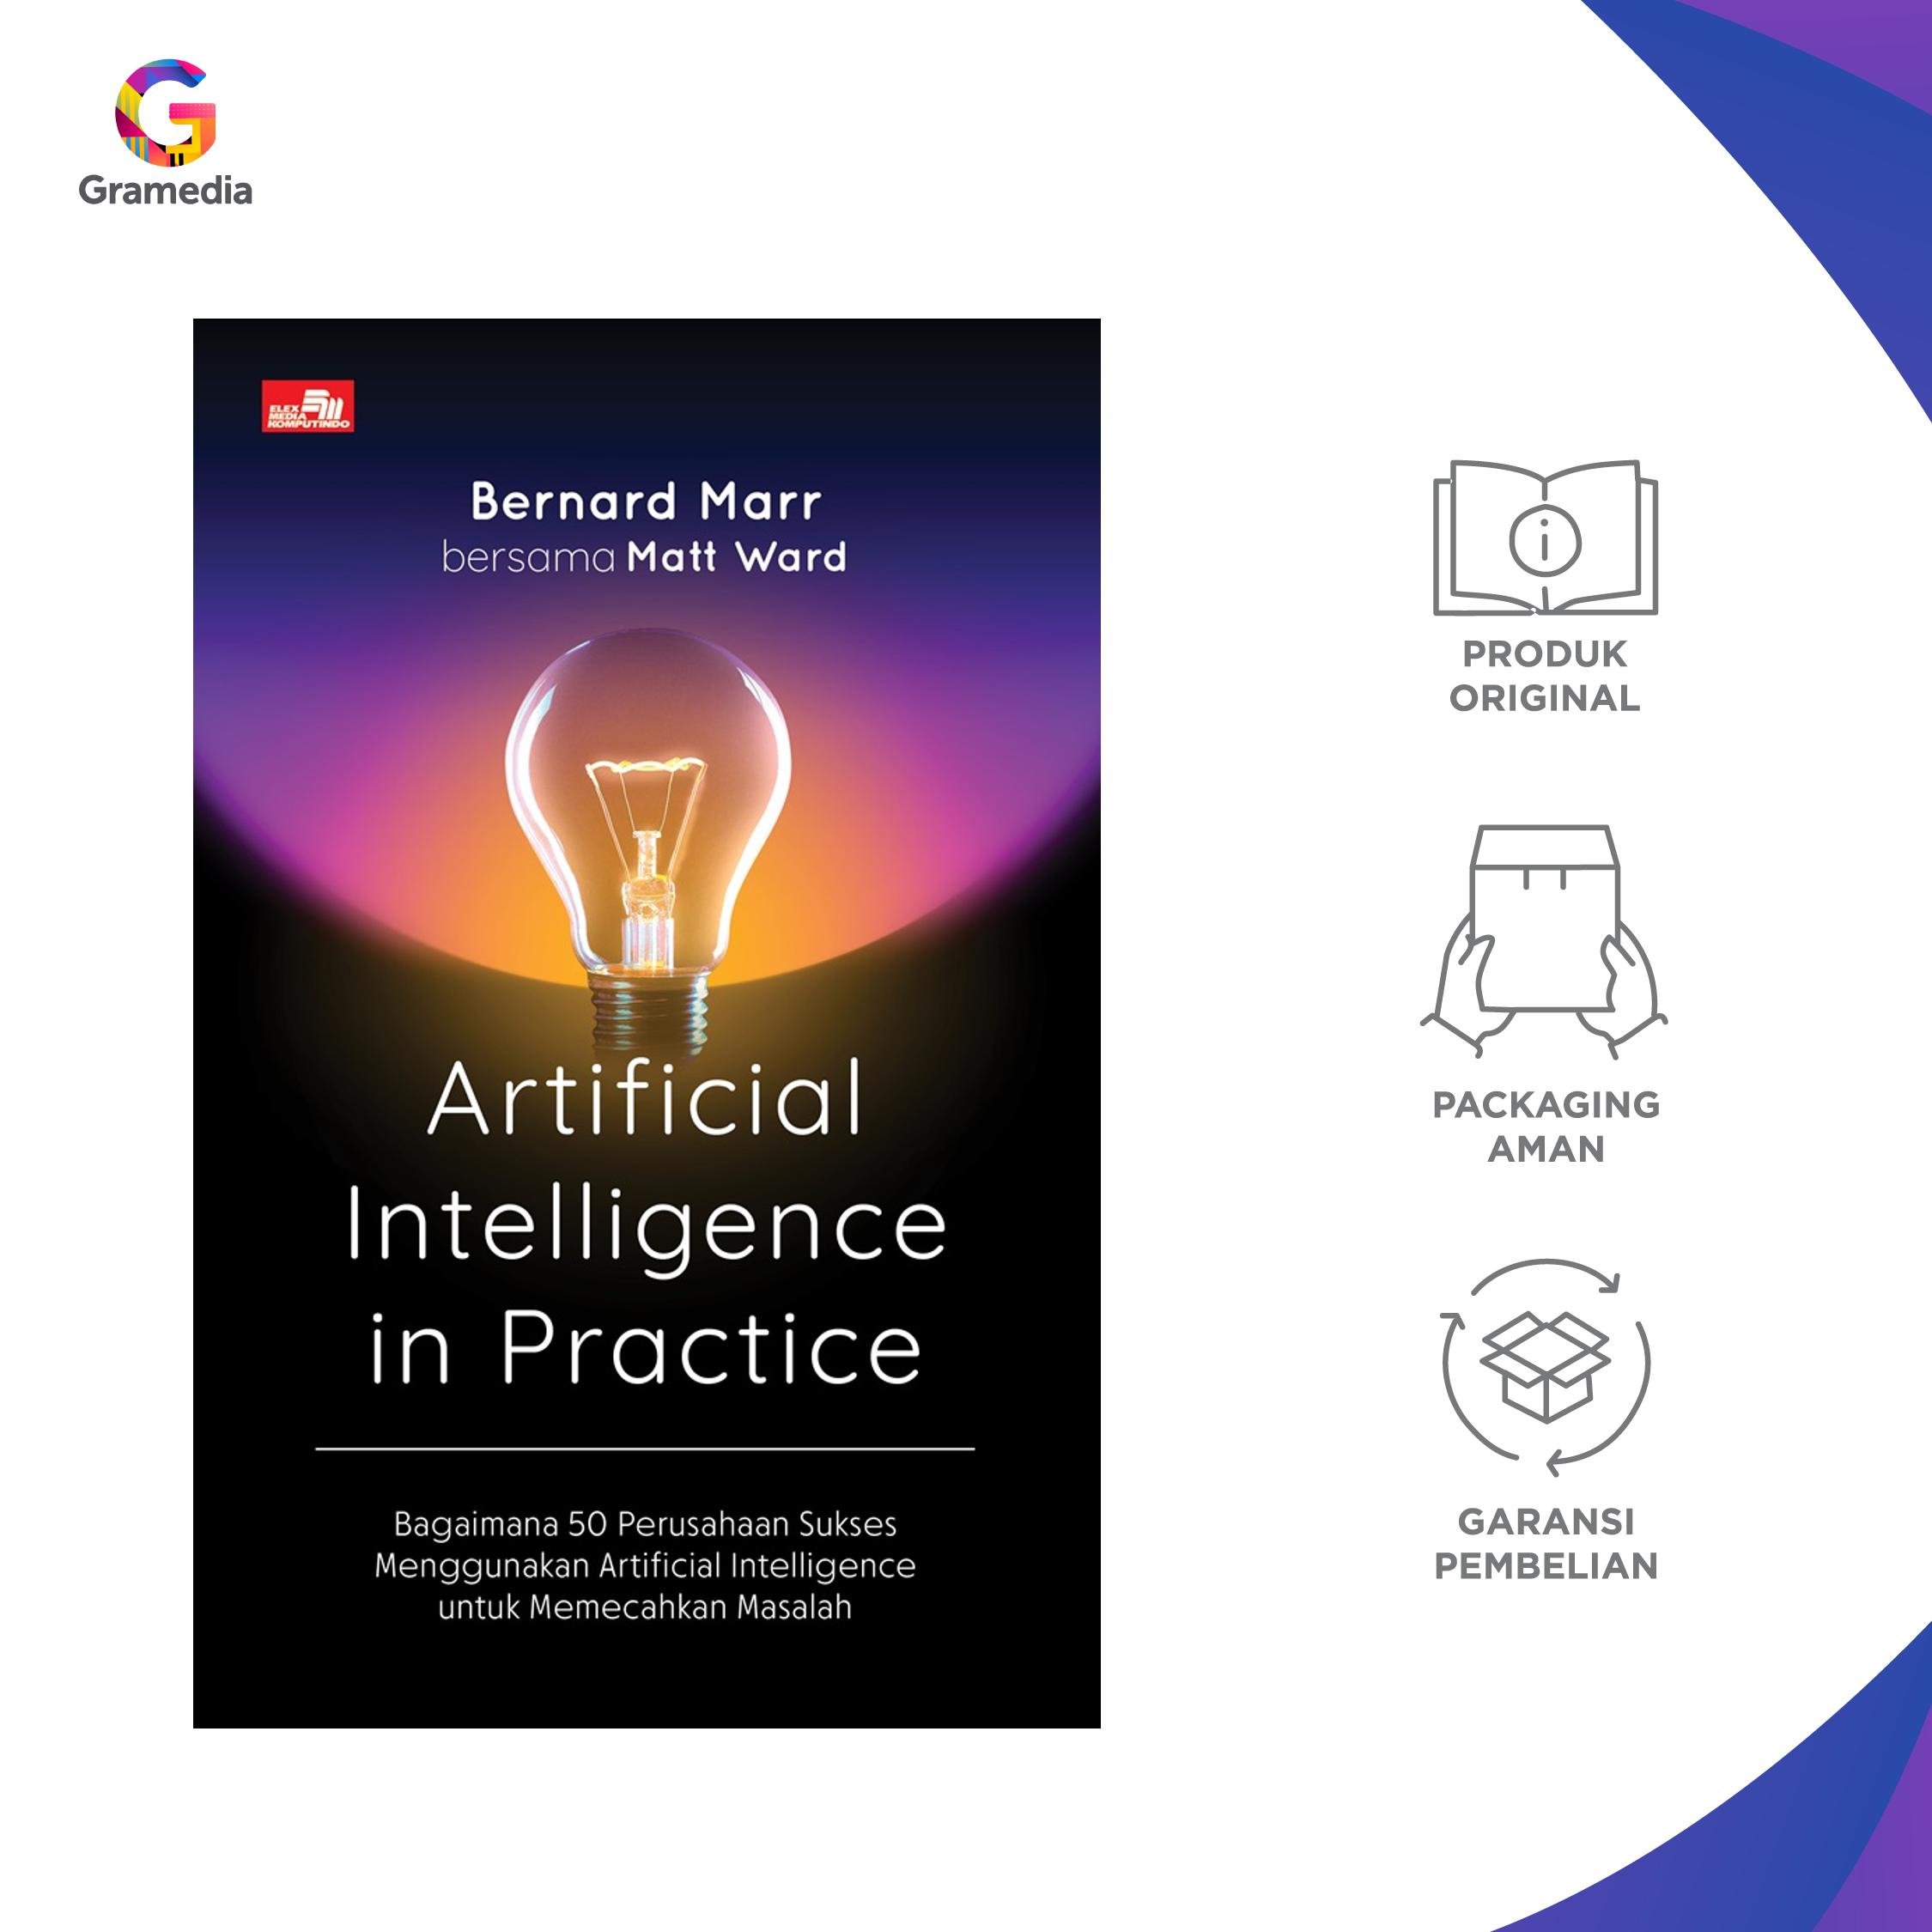 Gramedia
ELEX
MEDIA
KOMPUTINDO
Bernard Marr
bersama Matt Ward
Artificial
Intelligence
in Practice
Bagaimana 50 Perusahaan Sukses
Menggunakan Artificial Intelligence
untuk Memecahkan Masalah
PRODUK
ORIGINAL
PACKAGING
AMAN
GARANSI
PEMBELIAN